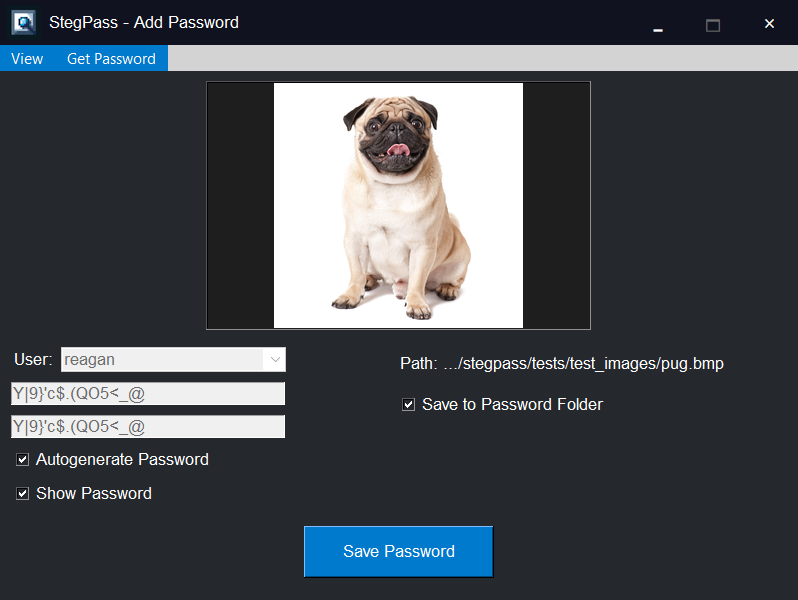 StegPass - Add Password
View Get Password
User: reagan
Path: .../stegpass/tests/test_images/pug.bmp
Y|9}'c$.(QO5<_@
Save to Password Folder
Y|9}'c$.(QO5<_@
Autogenerate Password
Show Password
Save Password